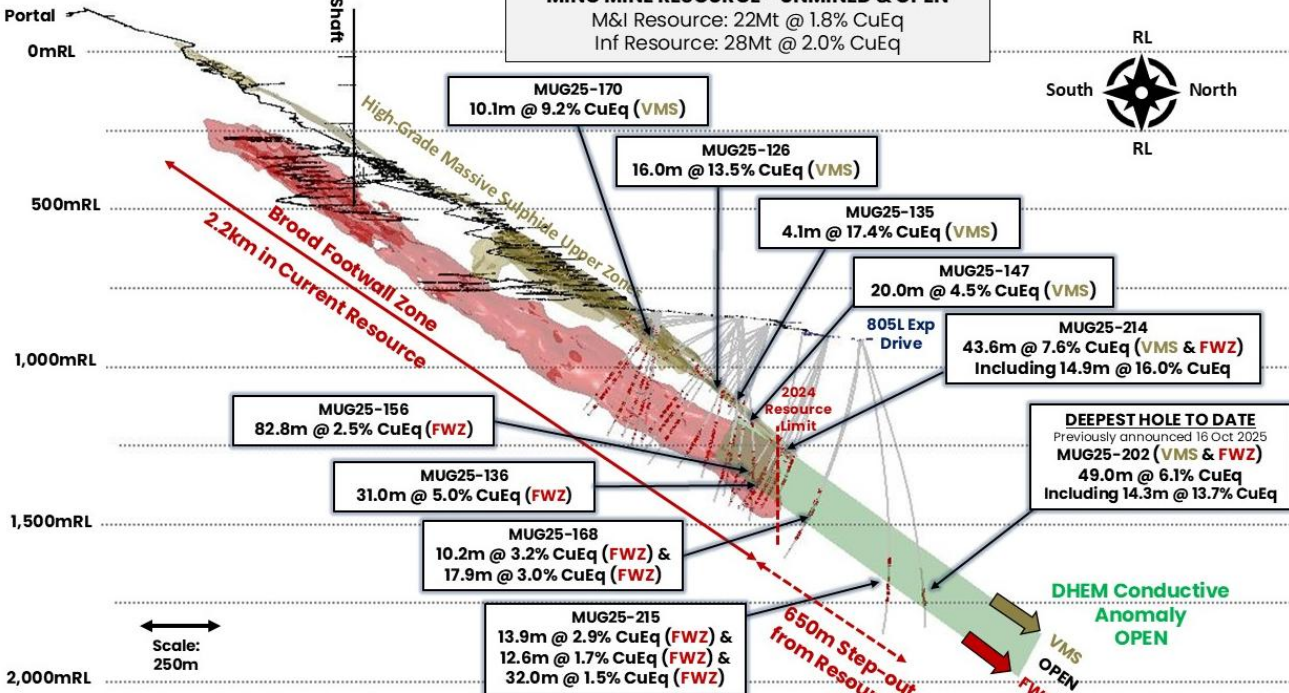 MING MINE RESOURCE - UNMINED & OPEN
M&I Resource: 22Mt @ 1.8% CuEq
Inf Resource: 28Mt @ 2.0% CuEq
Portal
Shaft
0mRL
500mRL
1,000mRL
1,500mRL
2,000mRL
RL
South
North
RL
High-Grade Massive Sulphide Upper Zones
Broad Footwall Zone
2.2km in Current Resource
MUG25-170
10.1m @ 9.2% CuEq (VMS)
MUG25-126
16.0m @ 13.5% CuEq (VMS)
MUG25-135
4.1m @ 17.4% CuEq (VMS)
MUG25-147
20.0m @ 4.5% CuEq (VMS)
805L Exp
Drive
MUG25-214
43.6m @ 7.6% CuEq (VMS & FWZ)
Including 14.9m @ 16.0% CuEq
2024
Resource
Limit
DEEPEST HOLE TO DATE
Previously announced 16 Oct 2025
MUG25-202 (VMS & FWZ)
49.0m @ 6.1% CuEq
Including 14.3m @ 13.7% CuEq
MUG25-156
82.8m @ 2.5% CuEq (FWZ)
MUG25-136
31.0m @ 5.0% CuEq (FWZ)
MUG25-168
10.2m @ 3.2% CuEq (FWZ) &
17.9m @ 3.0% CuEq (FWZ)
MUG25-215
13.9m @ 2.9% CuEq (FWZ) &
12.6m @ 1.7% CuEq (FWZ) &
32.0m @ 1.5% CuEq (FWZ)
Scale:
250m
650m Step-out
from
DHEM Conductive
Anomaly
OPEN
VMS
OPEN